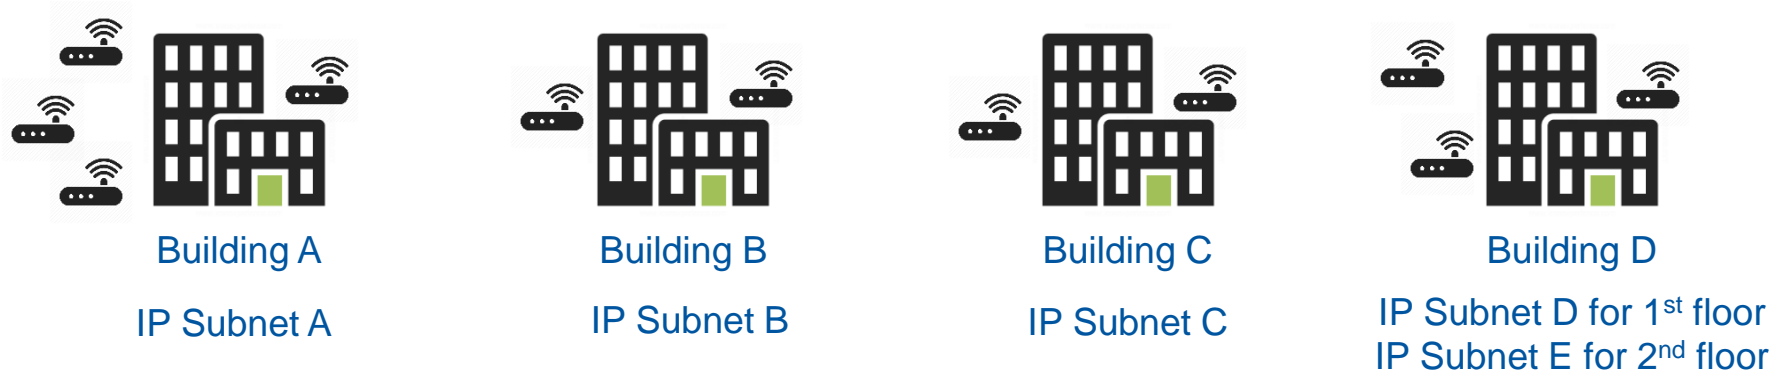 Building A
IP Subnet A
Building B
IP Subnet B
Building C
IP Subnet C
Building D
IP Subnet D for 1st floor
IP Subnet E for 2nd floor